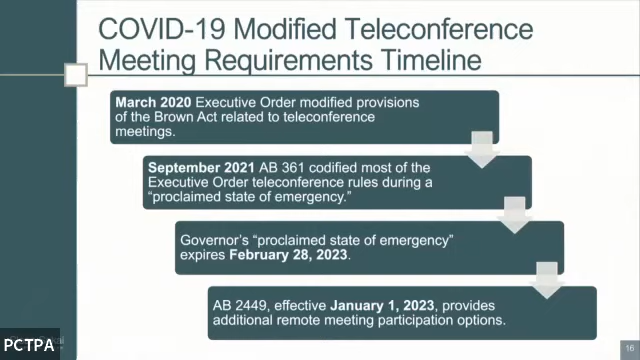 COVID-19 Modified Teleconference
Meeting Requirements Timeline
March 2020 Executive Order modified provisions
of the Brown Act related to teleconference
meetings.
September 2021 AB 361 codified most of the
Executive Order teleconference rules during a
“proclaimed state of emergency.”
Governor’s “proclaimed state of emergency”
expires February 28, 2023.
AB 2449, effective January 1, 2023, provides
additional remote meeting participation options.
PCTPA
16